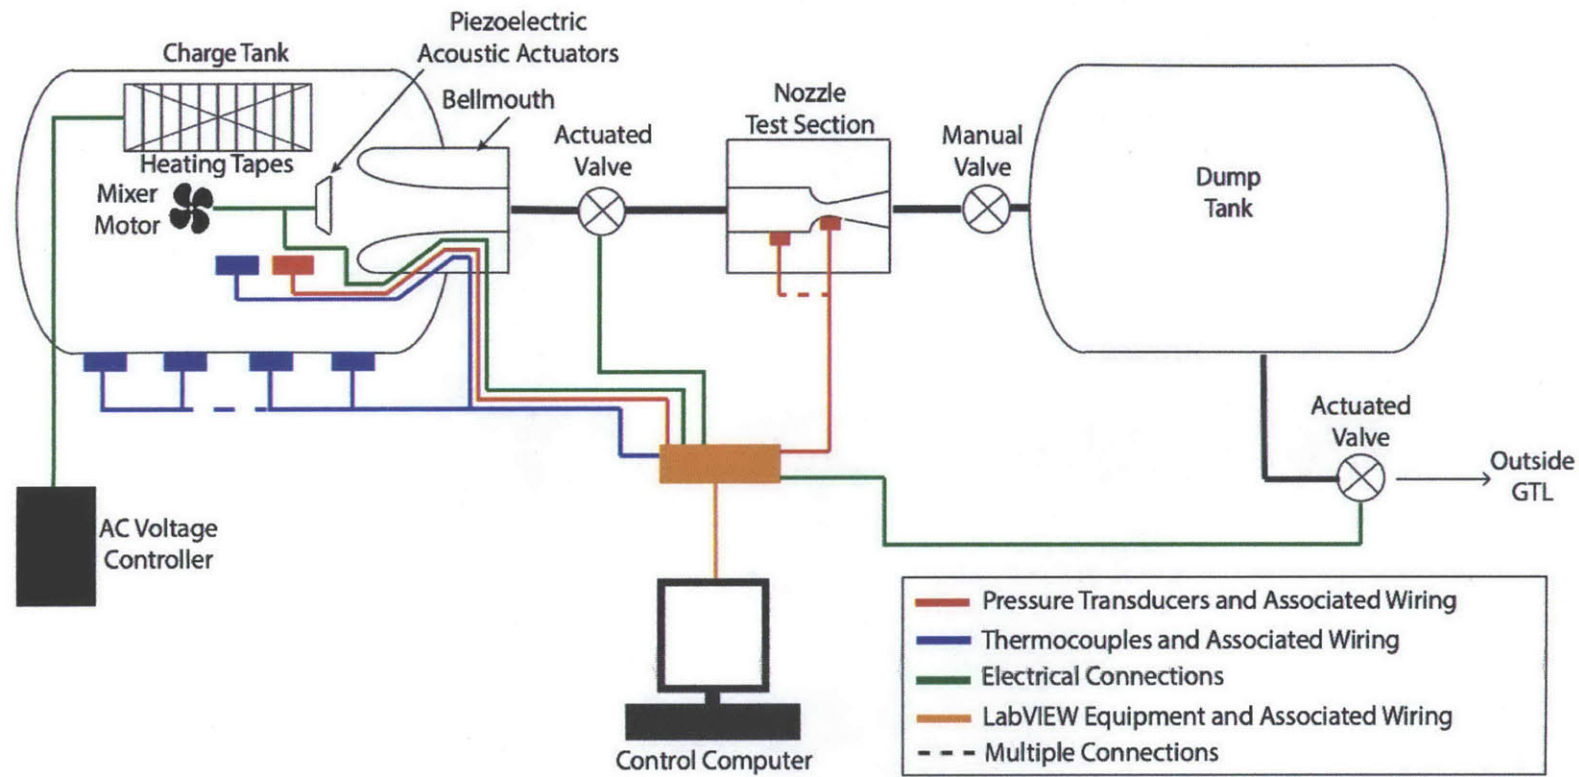 Piezoelectric
Acoustic Actuators
Charge Tank
Bellmouth
Heating Tapes
Mixer
Motor
Actuated
Valve
Nozzle
Test Section
Manual
Valve
Dump
Tank
Actuated
Valve
Outside
GTL
AC Voltage
Controller
Control Computer
Pressure Transducers and Associated Wiring
Thermocouples and Associated Wiring
Electrical Connections
LabVIEW Equipment and Associated Wiring
Multiple Connections